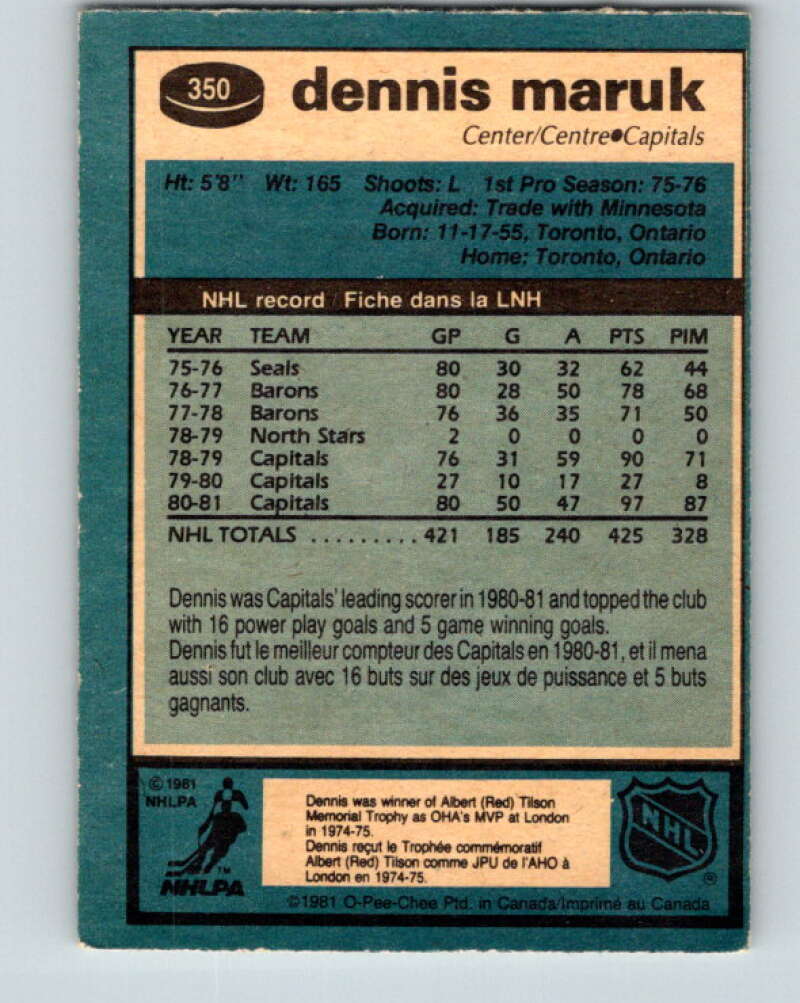 350
dennis maruk
Center/Centre●Capitals
Ht: 5'8" Wt: 165 Shoots: L 1st Pro Season: 75-76
Acquired: Trade with Minnesota
Born: 11-17-55, Toronto, Ontario
Home: Toronto, Ontario
NHL record / Fiche dans la LNH
YEAR TEAM GP G A PTS PIM
75-76 Seals 80 30 32 62 44
76-77 Barons 80 28 50 78 68
77-78 Barons 76 36 35 71 50
78-79 North Stars 2 0 0 0 0
78-79 Capitals 76 31 59 90 71
79-80 Capitals 27 10 17 27 8
80-81 Capitals 80 50 47 97 87
NHL TOTALS ......... 421 185 240 425 328
Dennis was Capitals' leading scorer in 1980-81 and topped the club
with 16 power play goals and 5 game winning goals.
Dennis fut le meilleur compteur des Capitals en 1980-81, et il mena
aussi son club avec 16 buts sur des jeux de puissance et 5 buts
gagnants.
© 1981
NHLPA
TM
NHLPA
Dennis was winner of Albert (Red) Tilson
Memorial Trophy as OHA's MVP at London
in 1974-75.
Dennis reçut le Trophée commémoratif
Albert (Red) Tilson comme JPU de l'AHO à
London en 1974-75.
NHL
®
©1981 O-Pee-Chee Ptd. in Canada/Imprimé au Canada